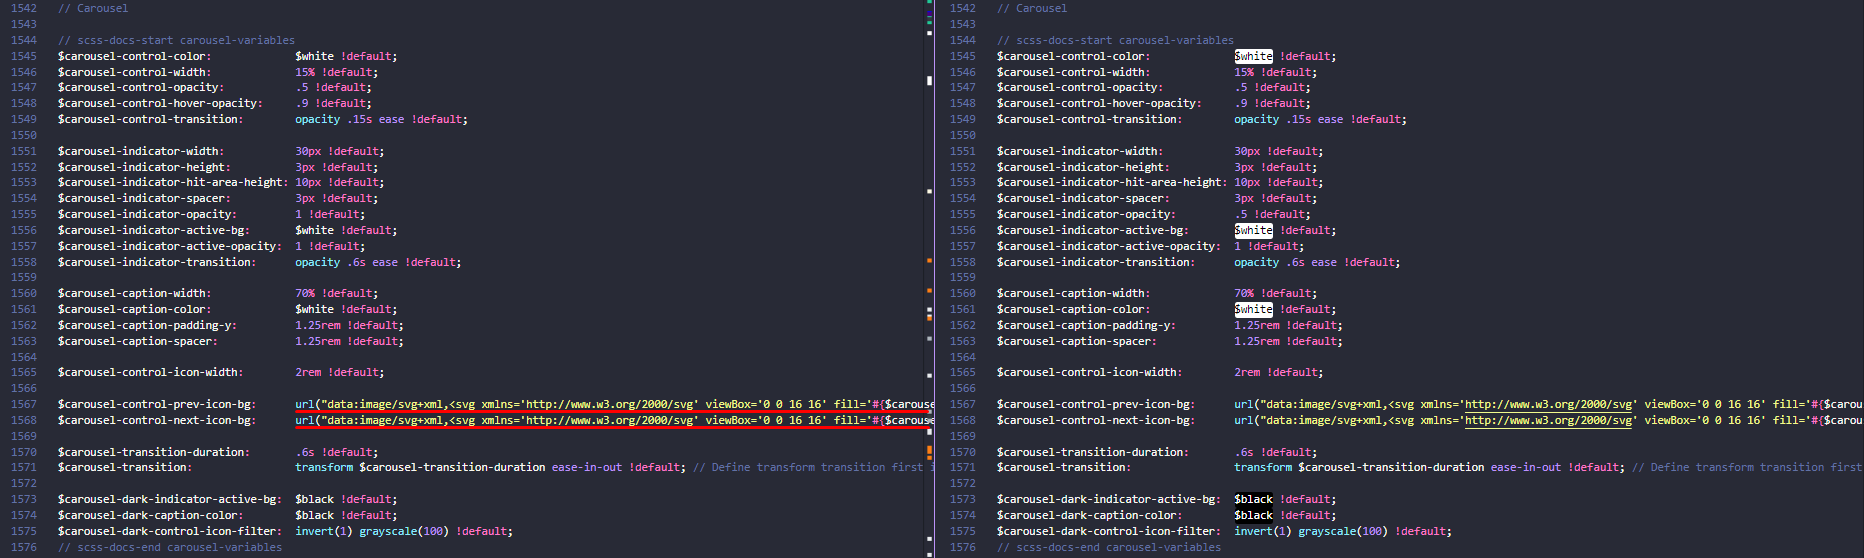 1542 // Carousel
1543
1544 // scss-docs-start carousel-variables
1545 $carousel-control-color: $white !default;
1546 $carousel-control-width: 15% !default;
1547 $carousel-control-opacity: .5 !default;
1548 $carousel-control-hover-opacity: .9 !default;
1549 $carousel-control-transition: opacity .15s ease !default;
1550
1551 $carousel-indicator-width: 30px !default;
1552 $carousel-indicator-height: 3px !default;
1553 $carousel-indicator-hit-area-height: 10px !default;
1554 $carousel-indicator-spacer: 3px !default;
1555 $carousel-indicator-opacity: 1 !default;
1556 $carousel-indicator-active-bg: $white !default;
1557 $carousel-indicator-active-opacity: 1 !default;
1558 $carousel-indicator-transition: opacity .6s ease !default;
1559
1560 $carousel-caption-width: 70% !default;
1561 $carousel-caption-color: $white !default;
1562 $carousel-caption-padding-y: 1.25rem !default;
1563 $carousel-caption-spacer: 1.25rem !default;
1564
1565 $carousel-control-icon-width: 2rem !default;
1566
1567 $carousel-control-prev-icon-bg: url("data:image/svg+xml,<svg xmlns='http://www.w3.org/2000/svg' viewBox='0 0 16 16' fill='#{$carouse
1568 $carousel-control-next-icon-bg: url("data:image/svg+xml,<svg xmlns='http://www.w3.org/2000/svg' viewBox='0 0 16 16' fill='#{$carouse
1569
1570 $carousel-transition-duration: .6s !default;
1571 $carousel-transition: transform $carousel-transition-duration ease-in-out !default; // Define transform transition first
1572
1573 $carousel-dark-indicator-active-bg: $black !default;
1574 $carousel-dark-caption-color: $black !default;
1575 $carousel-dark-control-icon-filter: invert(1) grayscale(100) !default;
1576 // scss-docs-end carousel-variables
1542 // Carousel
1543
1544 // scss-docs-start carousel-variables
1545 $carousel-control-color: $white !default;
1546 $carousel-control-width: 15% !default;
1547 $carousel-control-opacity: .5 !default;
1548 $carousel-control-hover-opacity: .9 !default;
1549 $carousel-control-transition: opacity .15s ease !default;
1550
1551 $carousel-indicator-width: 30px !default;
1552 $carousel-indicator-height: 3px !default;
1553 $carousel-indicator-hit-area-height: 10px !default;
1554 $carousel-indicator-spacer: 3px !default;
1555 $carousel-indicator-opacity: .5 !default;
1556 $carousel-indicator-active-bg: $white !default;
1557 $carousel-indicator-active-opacity: 1 !default;
1558 $carousel-indicator-transition: opacity .6s ease !default;
1559
1560 $carousel-caption-width: 70% !default;
1561 $carousel-caption-color: $white !default;
1562 $carousel-caption-padding-y: 1.25rem !default;
1563 $carousel-caption-spacer: 1.25rem !default;
1564
1565 $carousel-control-icon-width: 2rem !default;
1566
1567 $carousel-control-prev-icon-bg: url("data:image/svg+xml,<svg xmlns='http://www.w3.org/2000/svg' viewBox='0 0 16 16' fill='#{$carou
1568 $carousel-control-next-icon-bg: url("data:image/svg+xml,<svg xmlns='http://www.w3.org/2000/svg' viewBox='0 0 16 16' fill='#{$carou
1569
1570 $carousel-transition-duration: .6s !default;
1571 $carousel-transition: transform $carousel-transition-duration ease-in-out !default; // Define transform transition first
1572
1573 $carousel-dark-indicator-active-bg: $black !default;
1574 $carousel-dark-caption-color: $black !default;
1575 $carousel-dark-control-icon-filter: invert(1) grayscale(100) !default;
1576 // scss-docs-end carousel-variables